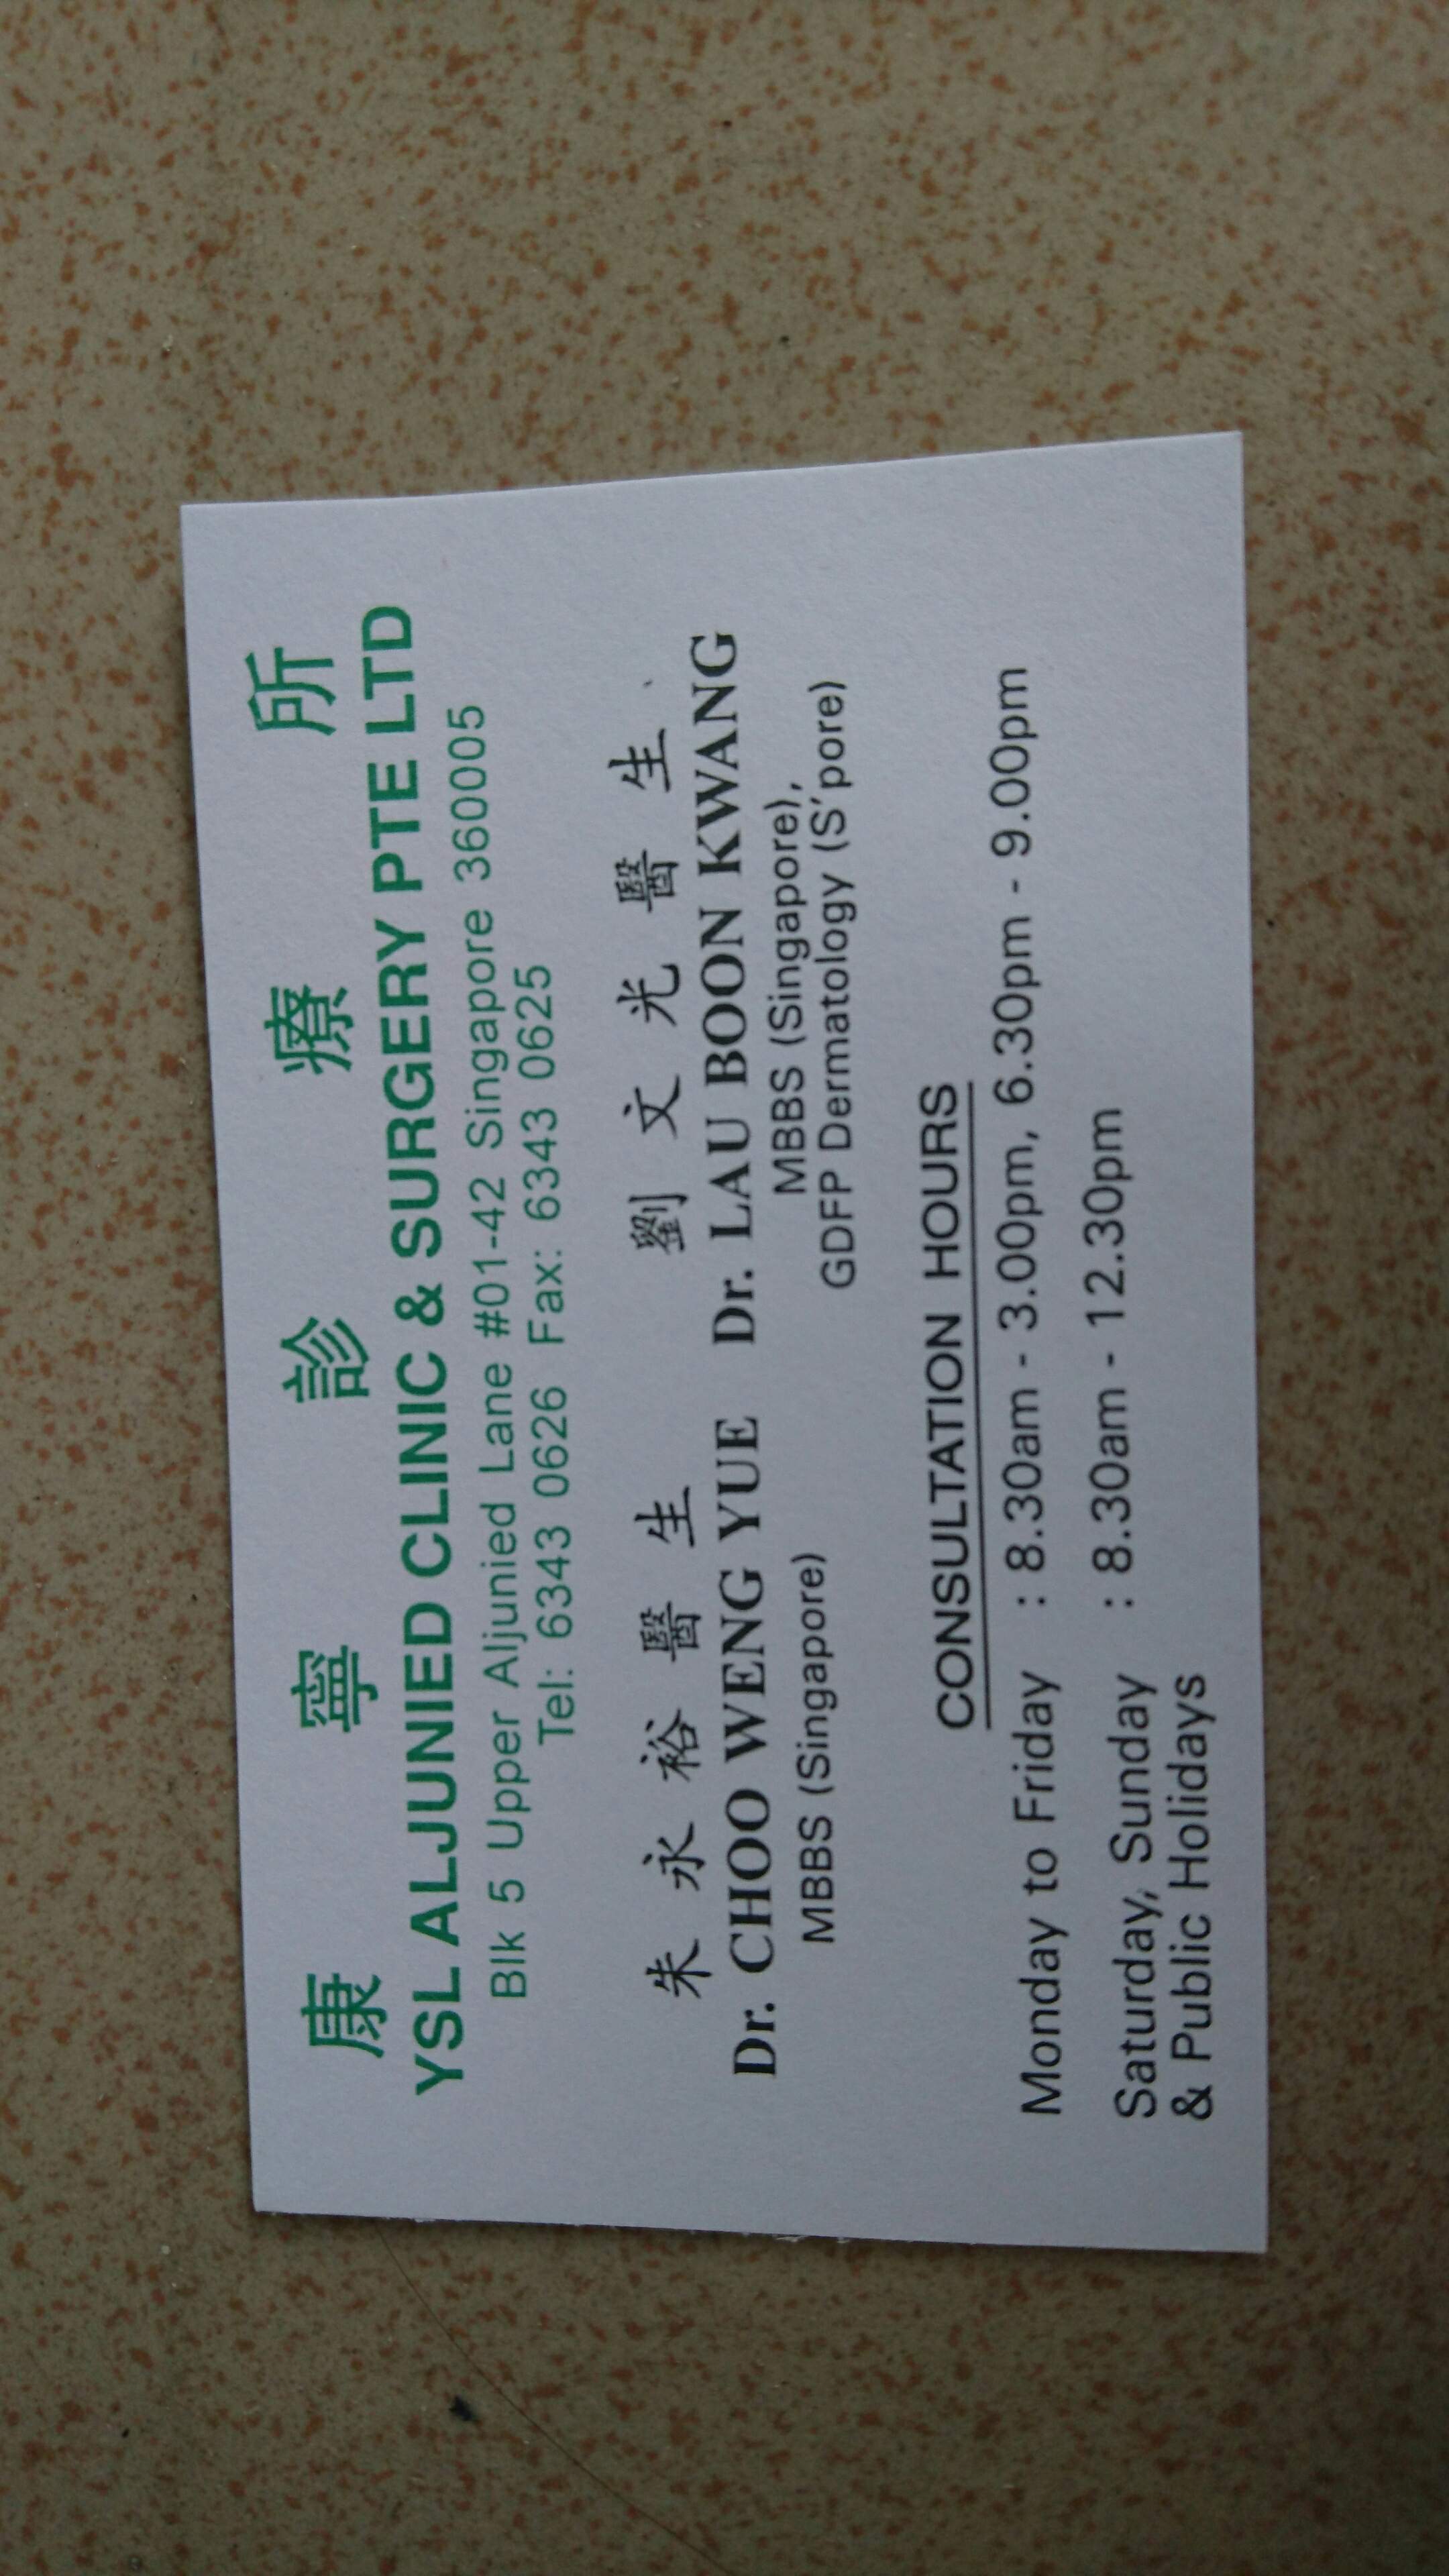 康寧診療所
YSL ALJUNIED CLINIC & SURGERY PTE LTD
Blk 5 Upper Aljunied Lane #01-42 Singapore 360005
Tel: 6343 0626 Fax: 6343 0625
朱永裕醫生 劉文光醫生
Dr. CHOO WENG YUE Dr. LAU BOON KWANG
MBBS (Singapore) MBBS (Singapore),
GDFP Dermatology (S'pore)
CONSULTATION HOURS
Monday to Friday : 8.30am - 3.00pm, 6.30pm - 9.00pm
Saturday, Sunday : 8.30am - 12.30pm
& Public Holidays